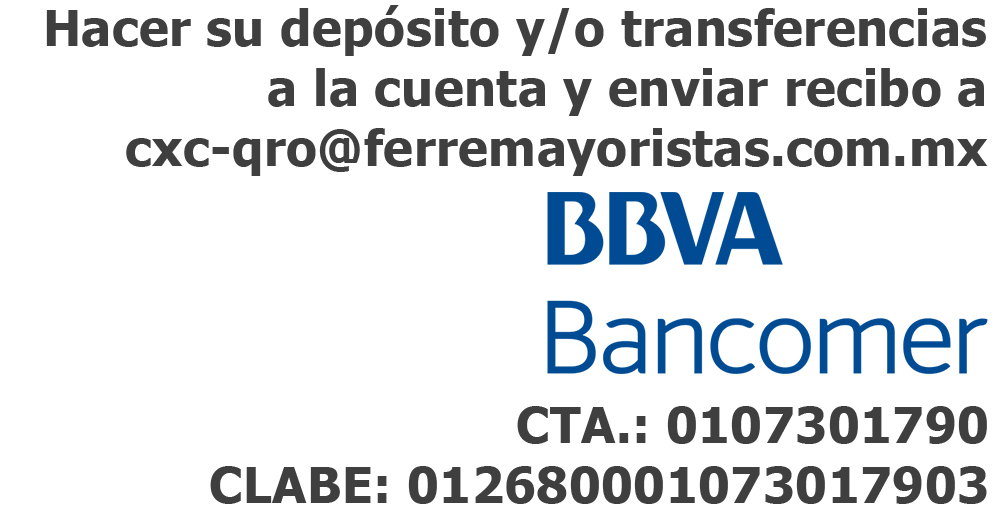 Hacer su depósito y/o transferencias
a la cuenta y enviar recibo a
cxc-qro@ferremayoristas.com.mx
BBVA
Bancomer
CTA.: 0107301790
CLABE: 012680001073017903